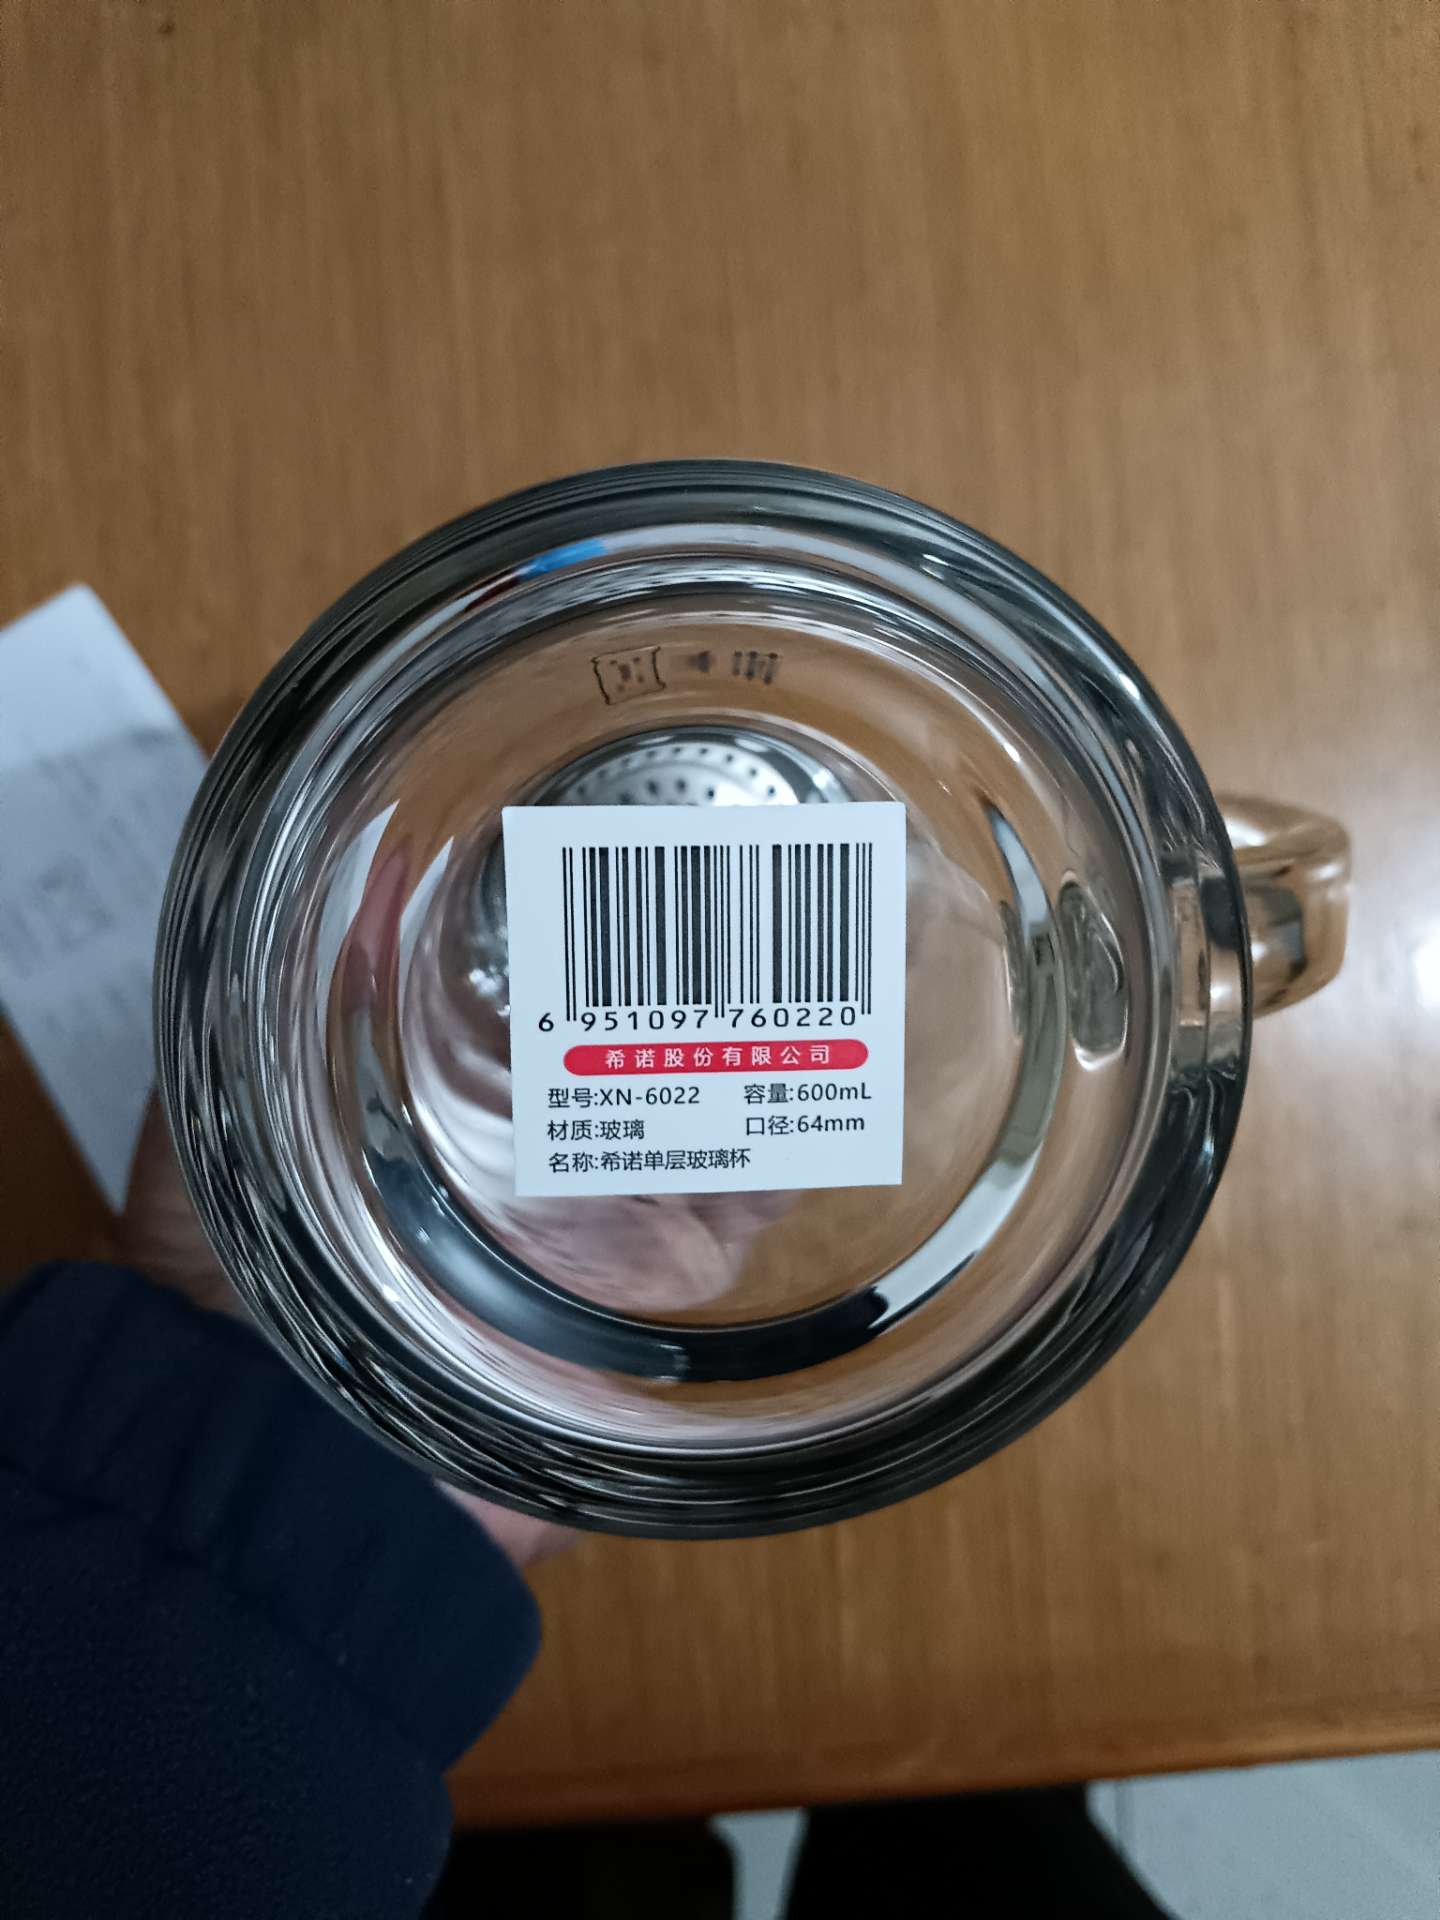 6 951097 760220
希诺股份有限公司
型号:XN-6022 容量:600mL
材质:玻璃 口径:64mm
名称:希诺单层玻璃杯